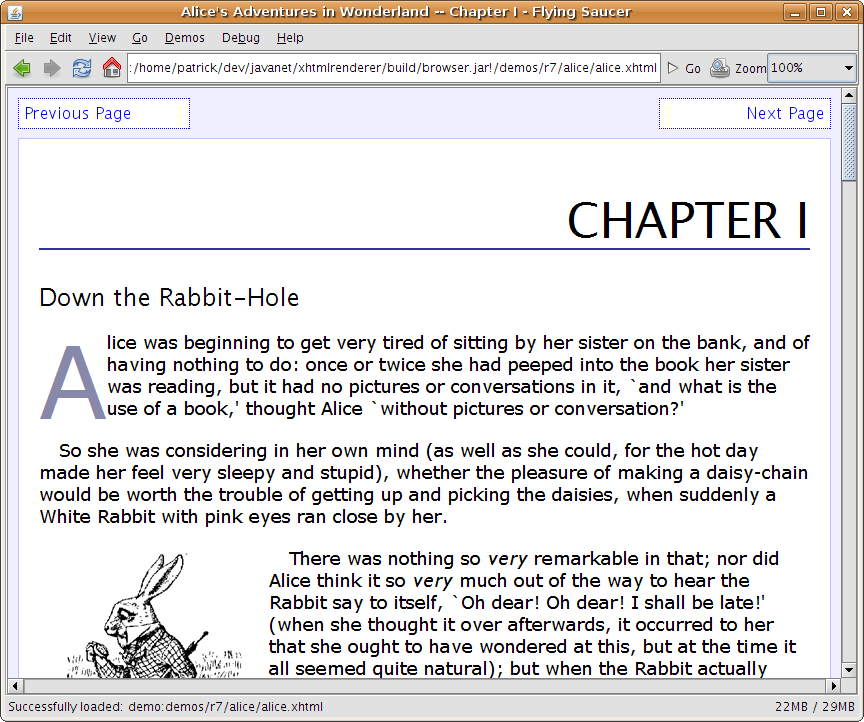 Alice's Adventures in Wonderland -- Chapter I - Flying Saucer
File Edit View Go Demos Debug Help
:/home/patrick/dev/javanet/xhtmlrenderer/build/browser.jar!/demos/r7/alice/alice.xhtml Go Zoom 100%
Previous Page Next Page
CHAPTER I
Down the Rabbit-Hole
Alice was beginning to get very tired of sitting by her sister on the bank, and of
having nothing to do: once or twice she had peeped into the book her sister
was reading, but it had no pictures or conversations in it, `and what is the
use of a book,' thought Alice `without pictures or conversation?'
So she was considering in her own mind (as well as she could, for the hot day
made her feel very sleepy and stupid), whether the pleasure of making a daisy-chain
would be worth the trouble of getting up and picking the daisies, when suddenly a
White Rabbit with pink eyes ran close by her.
There was nothing so very remarkable in that; nor did
Alice think it so very much out of the way to hear the
Rabbit say to itself, `Oh dear! Oh dear! I shall be late!'
(when she thought it over afterwards, it occurred to her
that she ought to have wondered at this, but at the time it
all seemed quite natural); but when the Rabbit actually
Successfully loaded: demo:demos/r7/alice/alice.xhtml 22MB / 29MB